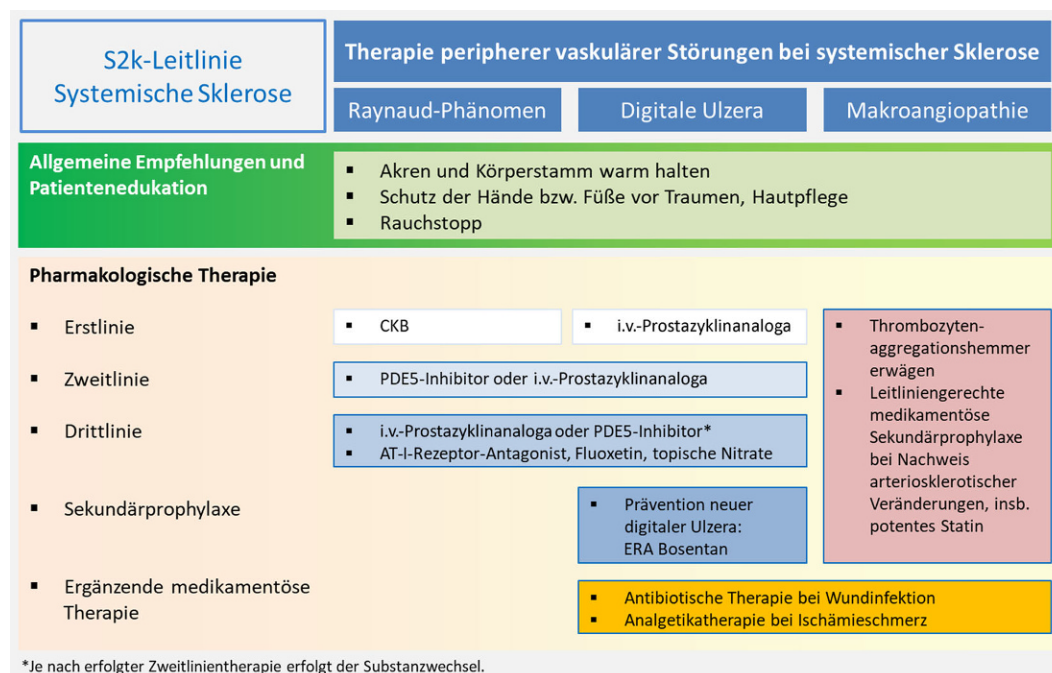 S2k-Leitlinie
Systemische Sklerose
Therapie peripherer vaskulärer Störungen bei systemischer Sklerose
Raynaud-Phänomen
Digitale Ulzera
Makroangiopathie
Allgemeine Empfehlungen und
Patientenedukation
▪ Akren und Körperstamm warm halten
▪ Schutz der Hände bzw. Füße vor Traumen, Hautpflege
▪ Rauchstopp
Pharmakologische Therapie
▪ Erstlinie
▪ CKB
▪ i.v.-Prostazyklinanaloga
▪ Zweitlinie
▪ PDE5-Inhibitor oder i.v.-Prostazyklinanaloga
▪ Drittlinie
▪ i.v.-Prostazyklinanaloga oder PDE5-Inhibitor*
▪ AT-I-Rezeptor-Antagonist, Fluoxetin, topische Nitrate
▪ Sekundärprophylaxe
▪ Prävention neuer
digitaler Ulzera:
ERA Bosentan
▪ Thrombozyten-
aggregationshemmer
erwägen
▪ Leitliniengerechte
medikamentöse
Sekundärprophylaxe
bei Nachweis
arteriosklerotischer
Veränderungen, insb.
potentes Statin
▪ Ergänzende medikamentöse
Therapie
▪ Antibiotische Therapie bei Wundinfektion
▪ Analgetikatherapie bei Ischämieschmerz
*Je nach erfolgter Zweitlinientherapie erfolgt der Substanzwechsel.